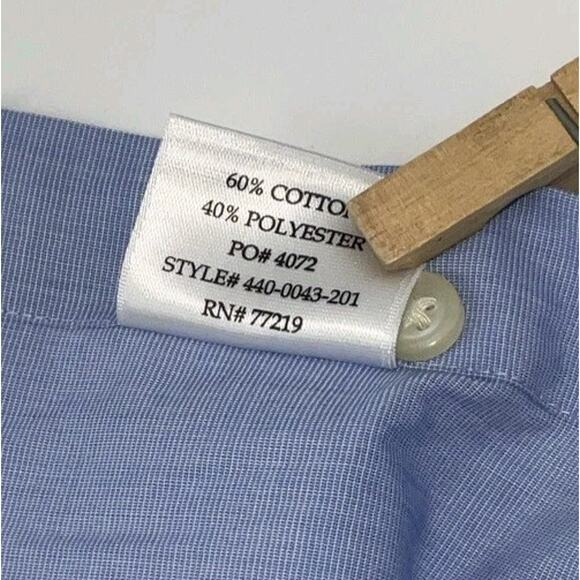 60% COTTO
40% POLYESTER
PO# 4072
STYLE# 440-0043-201
RN# 77219